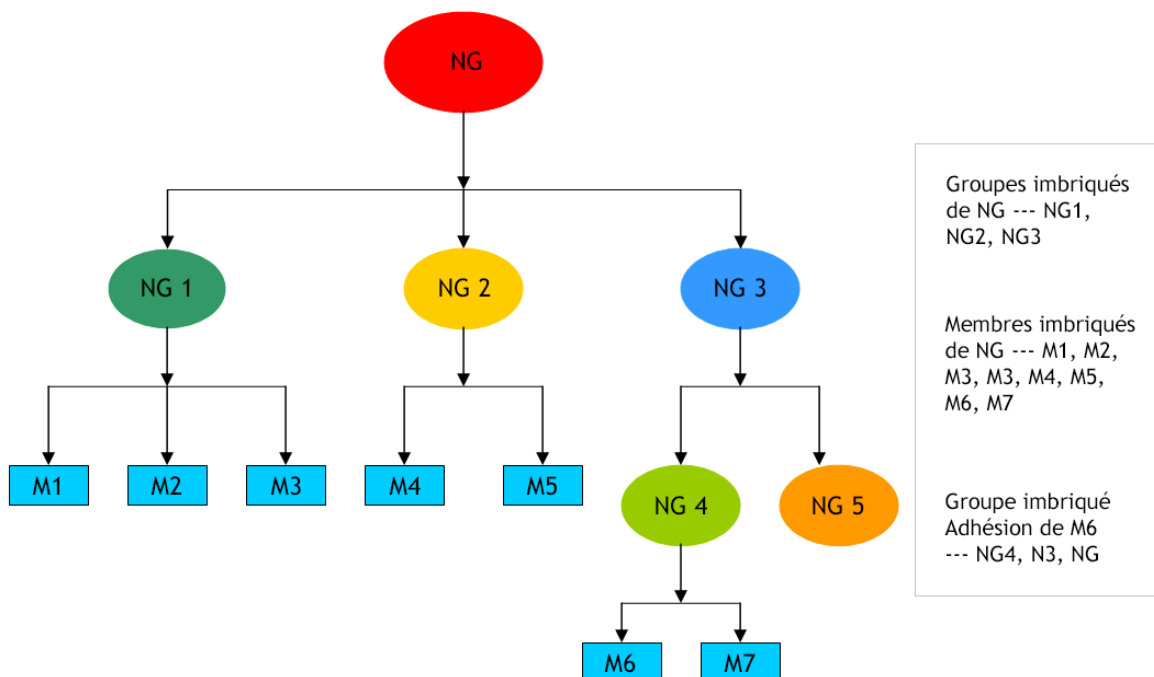 NG
NG 1
NG 2
NG 3
M1
M2
M3
M4
M5
NG 4
NG 5
M6
M7
Groupes imbriqués
de NG --- NG1,
NG2, NG3
Membres imbriqués
de NG --- M1, M2,
M3, M3, M4, M5,
M6, M7
Groupe imbriqué
Adhésion de M6
--- NG4, N3, NG